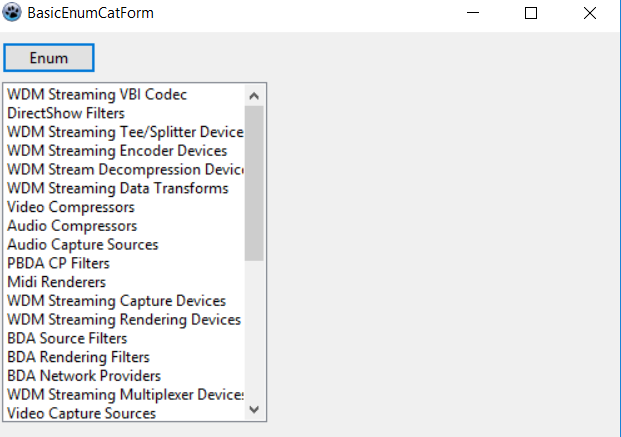 BasicEnumCatForm
Enum
WDM Streaming VBI Codec
DirectShow Filters
WDM Streaming Tee/Splitter Device
WDM Streaming Encoder Devices
WDM Stream Decompression Devic
WDM Streaming Data Transforms
Video Compressors
Audio Compressors
Audio Capture Sources
PBDA CP Filters
Midi Renderers
WDM Streaming Capture Devices
WDM Streaming Rendering Devices
BDA Source Filters
BDA Rendering Filters
BDA Network Providers
WDM Streaming Multiplexer Devices
Video Capture Sources